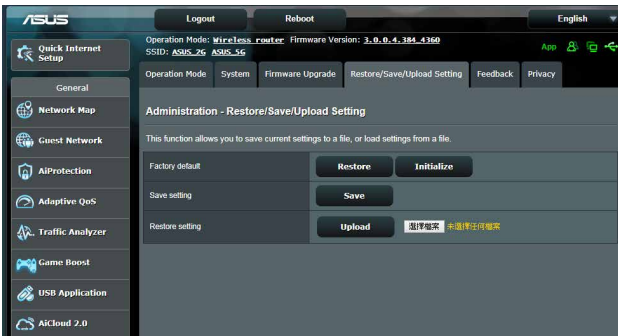 ASUS
Logout
Reboot
English
Quick Internet
Setup
Operation Mode: Wireless router Firmware Version: 3.0.0.4.384_4360
SSID: ASUS_2G ASUS_5G
App
Operation Mode
System
Firmware Upgrade
Restore/Save/Upload Setting
Feedback
Privacy
General
Network Map
Guest Network
AiProtection
Adaptive QoS
Traffic Analyzer
Game Boost
USB Application
AiCloud 2.0
Administration - Restore/Save/Upload Setting
This function allows you to save current settings to a file, or load settings from a file.
Factory default
Restore
Initialize
Save setting
Save
Restore setting
Upload
選擇檔案 未選擇任何檔案